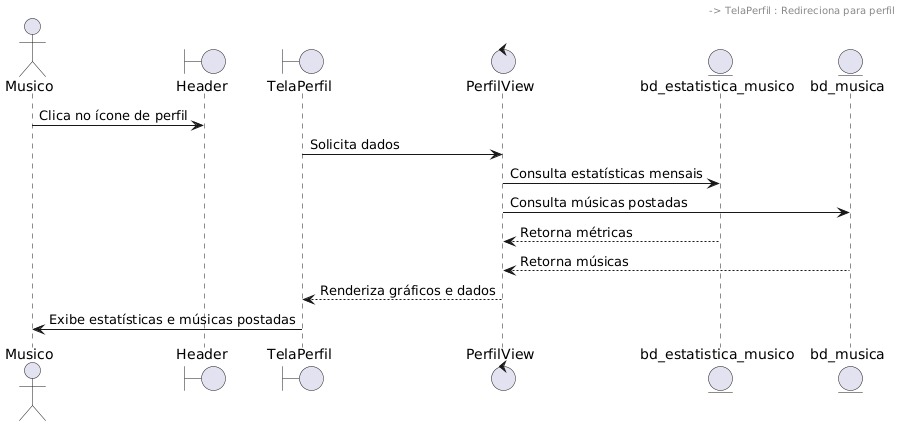 -> TelaPerfil : Redireciona para perfil
Musico
Header
TelaPerfil
PerfilView
bd_estatistica_musico
bd_musica
Clica no ícone de perfil
Solicita dados
Consulta estatísticas mensais
Consulta músicas postadas
Retorna métricas
Retorna músicas
Renderiza gráficos e dados
Exibe estatísticas e músicas postadas
Musico
Header
TelaPerfil
PerfilView
bd_estatistica_musico
bd_musica